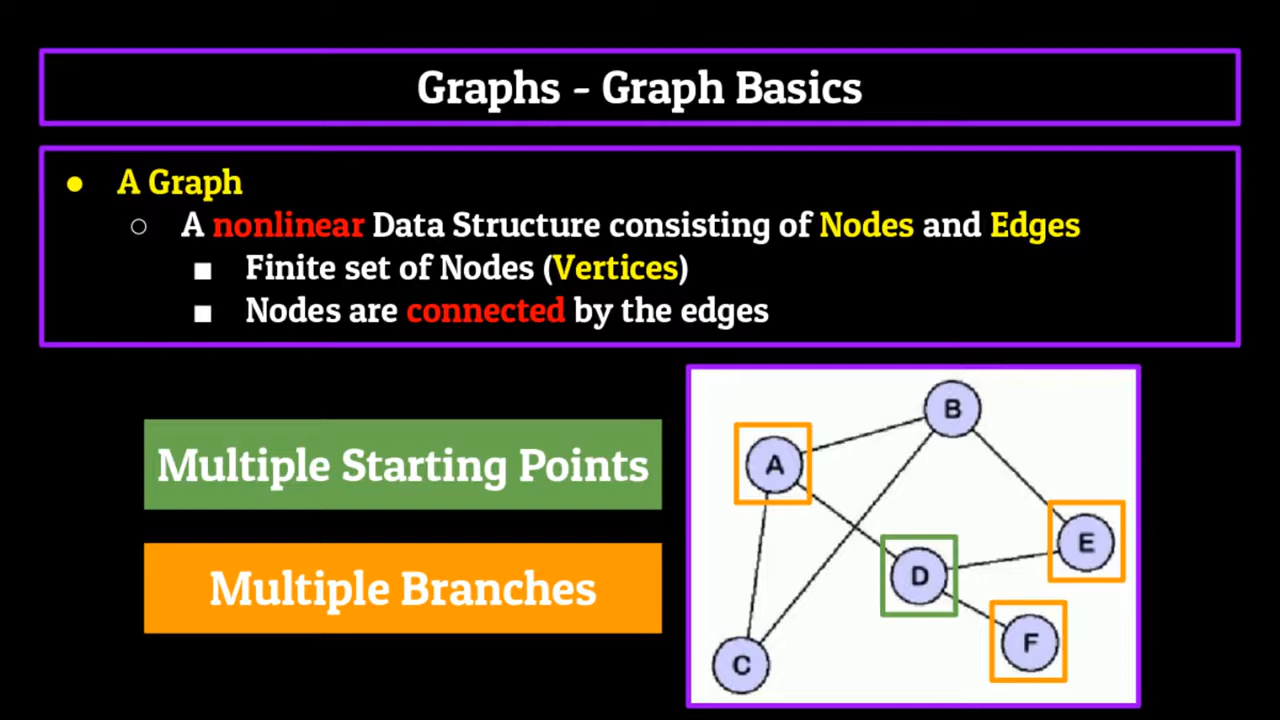 Graphs - Graph Basics
● A Graph
○ A nonlinear Data Structure consisting of Nodes and Edges
■ Finite set of Nodes (Vertices)
■ Nodes are connected by the edges
Multiple Starting Points
Multiple Branches
B
A
E
D
F
C